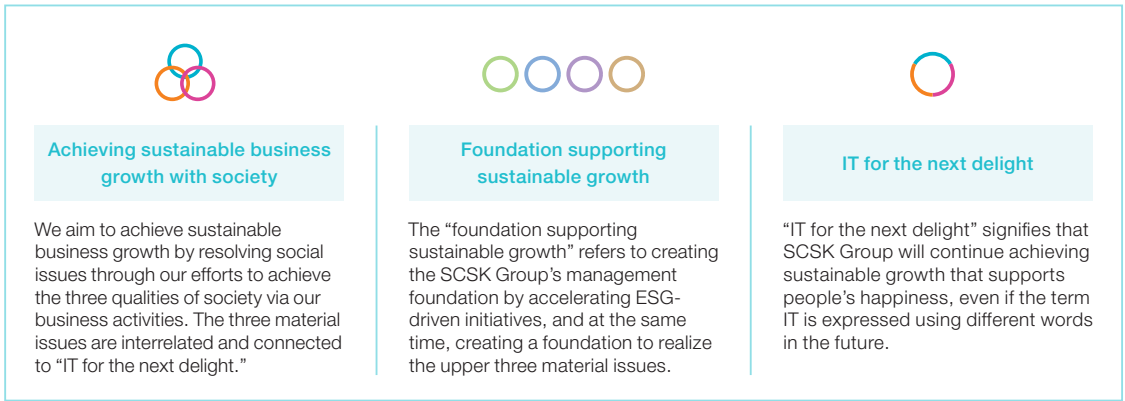 Achieving sustainable business
growth with society
We aim to achieve sustainable
business growth by resolving social
issues through our efforts to achieve
the three qualities of society via our
business activities. The three material
issues are interrelated and connected
to “IT for the next delight.”
Foundation supporting
sustainable growth
The “foundation supporting
sustainable growth” refers to creating
the SCSK Group’s management
foundation by accelerating ESG-
driven initiatives, and at the same
time, creating a foundation to realize
the upper three material issues.
IT for the next delight
“IT for the next delight” signifies that
SCSK Group will continue achieving
sustainable growth that supports
people’s happiness, even if the term
IT is expressed using different words
in the future.